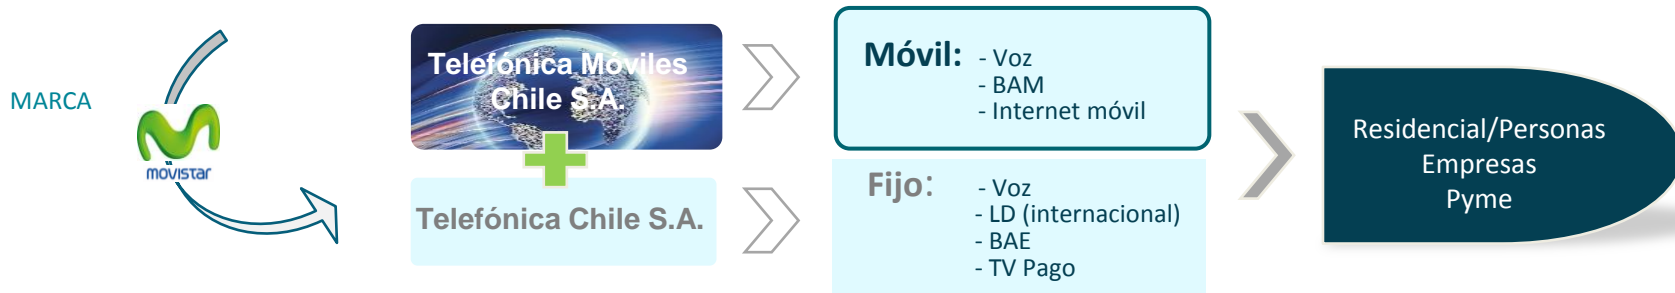 MARCA
movistar
Telefónica Móviles
Chile S.A.
Telefónica Chile S.A.
Móvil: - Voz
- BAM
- Internet móvil
Fijo: - Voz
- LD (internacional)
- BAE
- TV Pago
Residencial/Personas
Empresas
Pyme